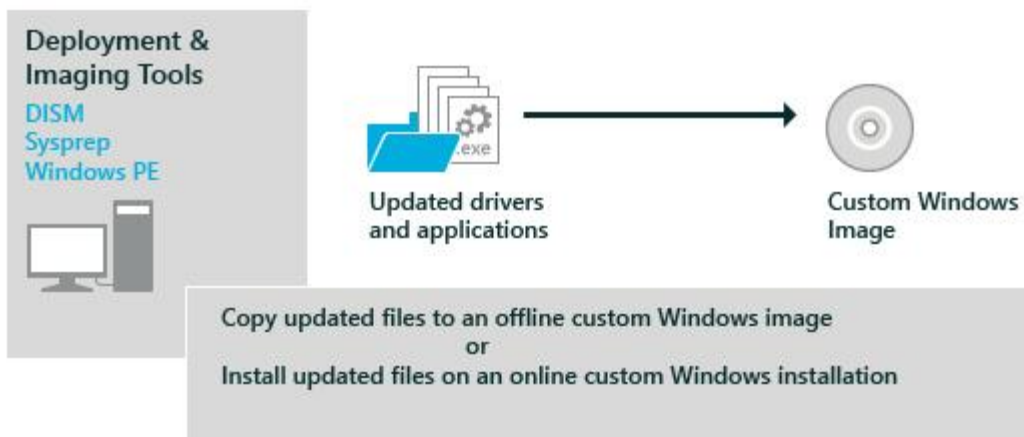 Deployment &
Imaging Tools
DISM
Sysprep
Windows PE
.exe
Updated drivers
and applications
Custom Windows
Image
Copy updated files to an offline custom Windows image
or
Install updated files on an online custom Windows installation